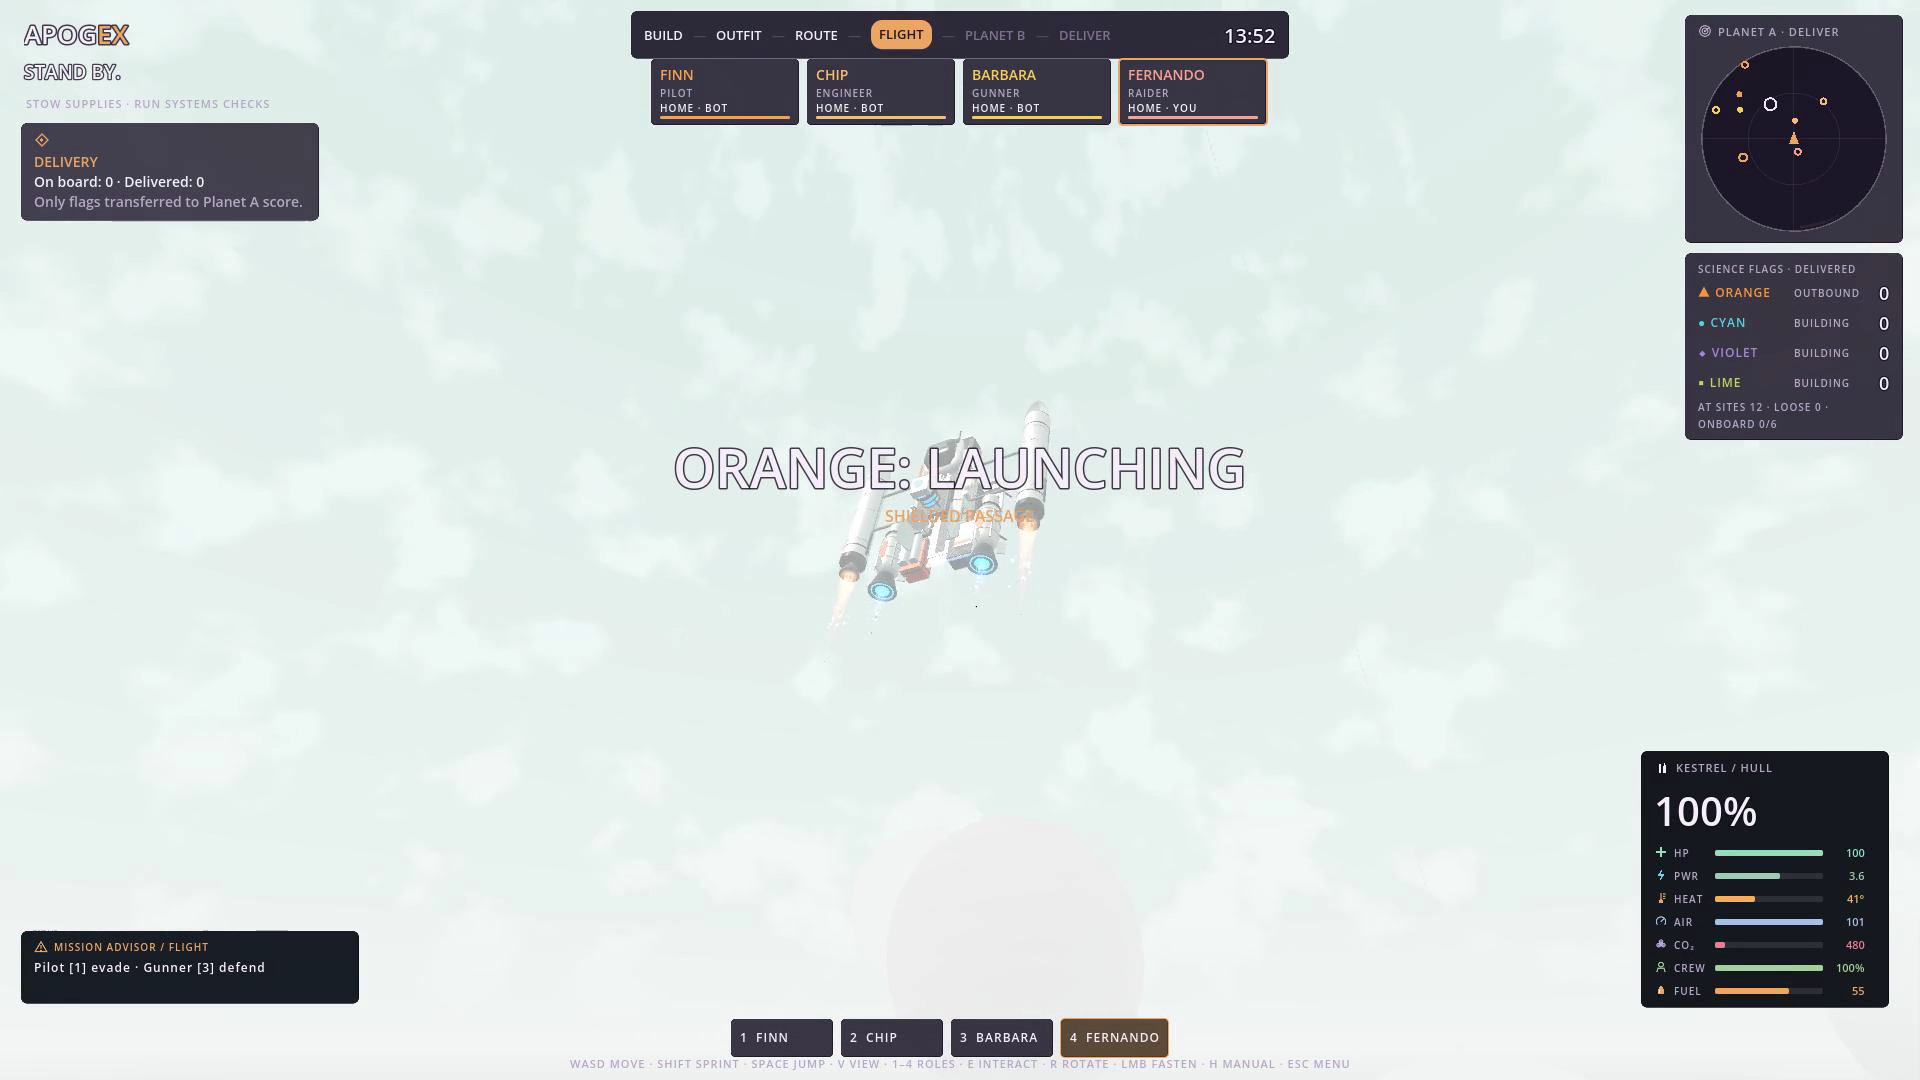 APOGEX
STAND BY.
STOW SUPPLIES · RUN SYSTEMS CHECKS
DELIVERY
On board: 0 · Delivered: 0
Only flags transferred to Planet A score.
BUILD — OUTFIT — ROUTE — FLIGHT — PLANET B — DELIVER 13:52
FINN
PILOT
HOME · BOT
CHIP
ENGINEER
HOME · BOT
BARBARA
GUNNER
HOME · BOT
FERNANDO
RAIDER
HOME · YOU
PLANET A · DELIVER
SCIENCE FLAGS · DELIVERED
ORANGE OUTBOUND 0
CYAN BUILDING 0
VIOLET BUILDING 0
LIME BUILDING 0
AT SITES 12 · LOOSE 0 ·
ONBOARD 0/6
ORANGE: LAUNCHING
SHIELDED PASSAGE
KESTREL / HULL
100%
HP 100
PWR 3.6
HEAT 41°
AIR 101
CO₂ 480
CREW 100%
FUEL 55
MISSION ADVISOR / FLIGHT
Pilot [1] evade · Gunner [3] defend
1 FINN
2 CHIP
3 BARBARA
4 FERNANDO
WASD MOVE · SHIFT SPRINT · SPACE JUMP · V VIEW · 1–4 ROLES · E INTERACT · R ROTATE · LMB FASTEN · H MANUAL · ESC MENU